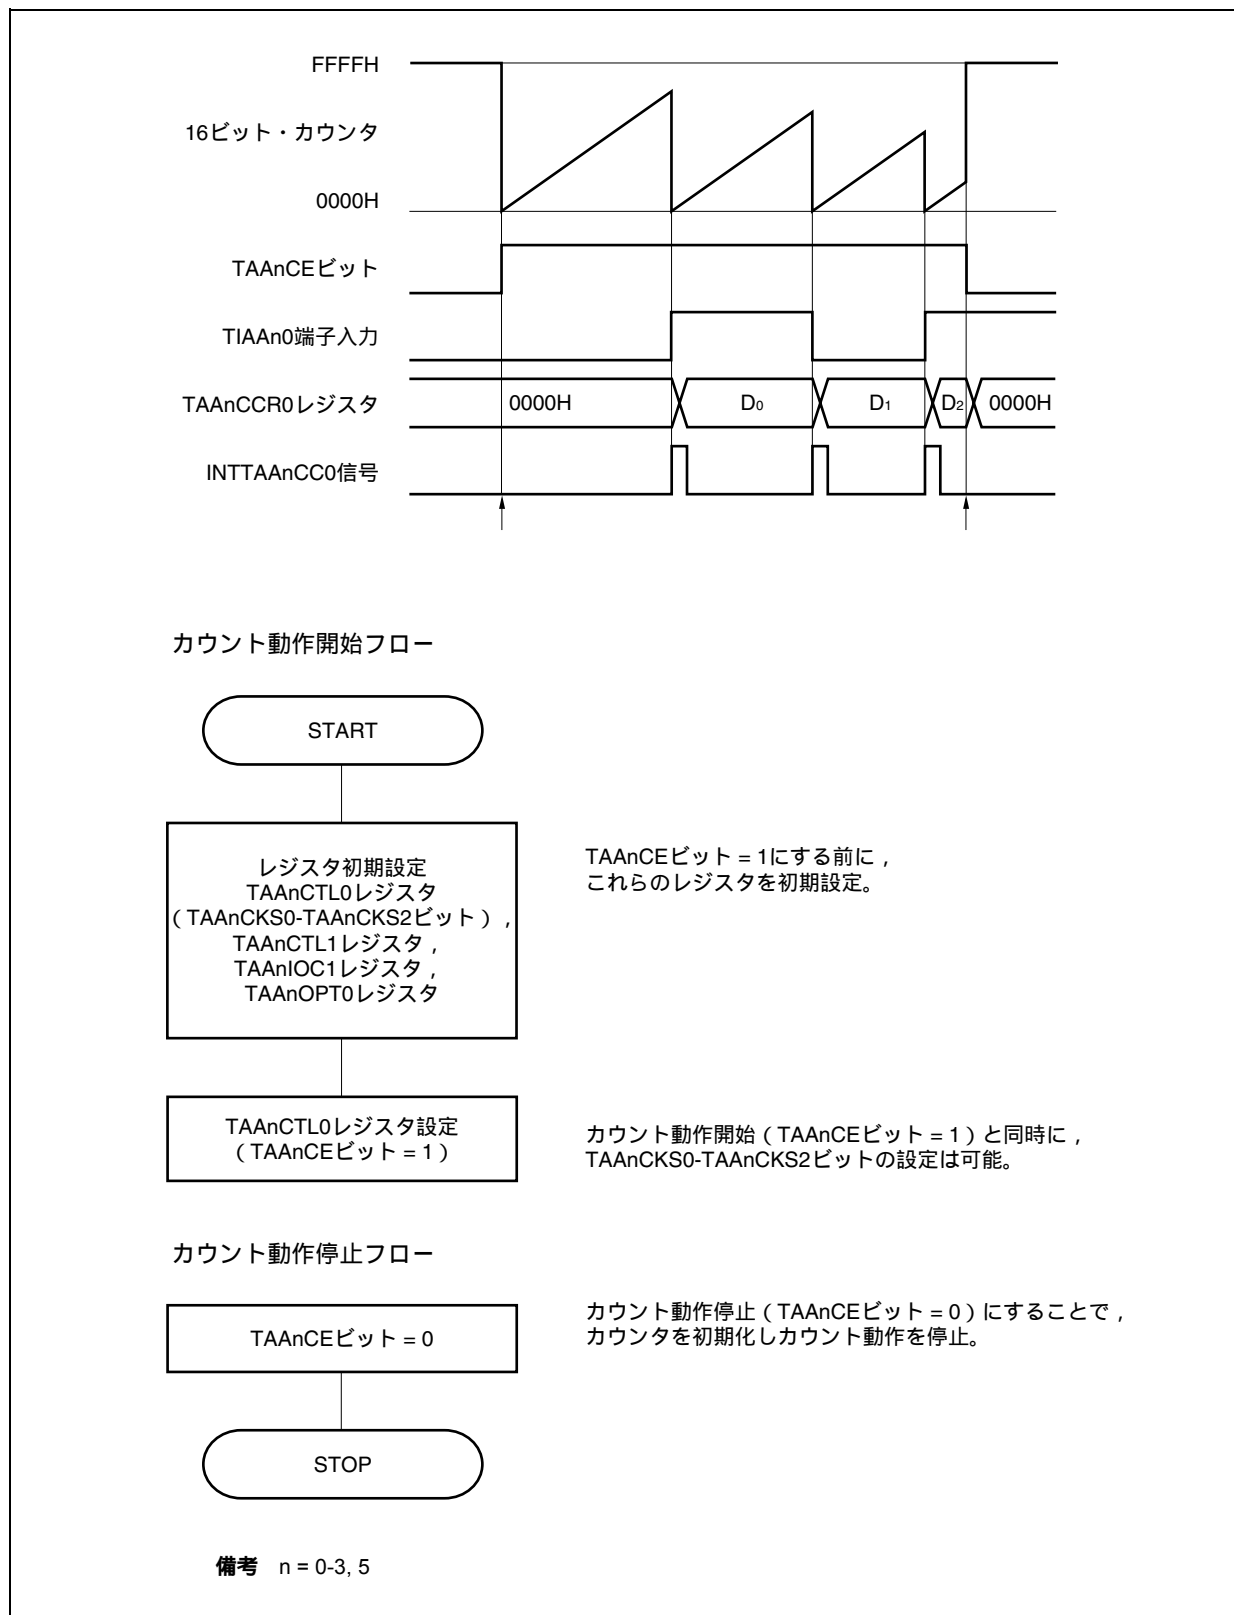 FFFFH
16ビット・カウンタ
0000H
TAAnCEビット
TIAAn0端子入力
TAAnCCR0レジスタ
0000H
D0
D1
D2
0000H
INTTAAnCC0信号
カウント動作開始フロー
START
レジスタ初期設定
TAAnCTL0レジスタ
（TAAnCKS0-TAAnCKS2ビット），
TAAnCTL1レジスタ，
TAAnIOC1レジスタ，
TAAnOPT0レジスタ
TAAnCEビット = 1にする前に，
これらのレジスタを初期設定。
TAAnCTL0レジスタ設定
（TAAnCEビット = 1）
カウント動作開始（TAAnCEビット = 1）と同時に，
TAAnCKS0-TAAnCKS2ビットの設定は可能。
カウント動作停止フロー
TAAnCEビット = 0
カウント動作停止（TAAnCEビット = 0）にすることで，
カウンタを初期化しカウント動作を停止。
STOP
備考 n = 0-3, 5